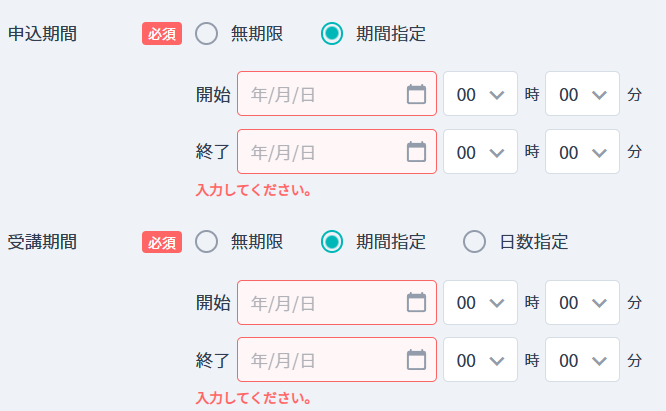 申込期間 必須 無期限 期間指定
開始 年/月/日 00 時 00 分
終了 年/月/日 00 時 00 分
入力してください。
受講期間 必須 無期限 期間指定 日数指定
開始 年/月/日 00 時 00 分
終了 年/月/日 00 時 00 分
入力してください。